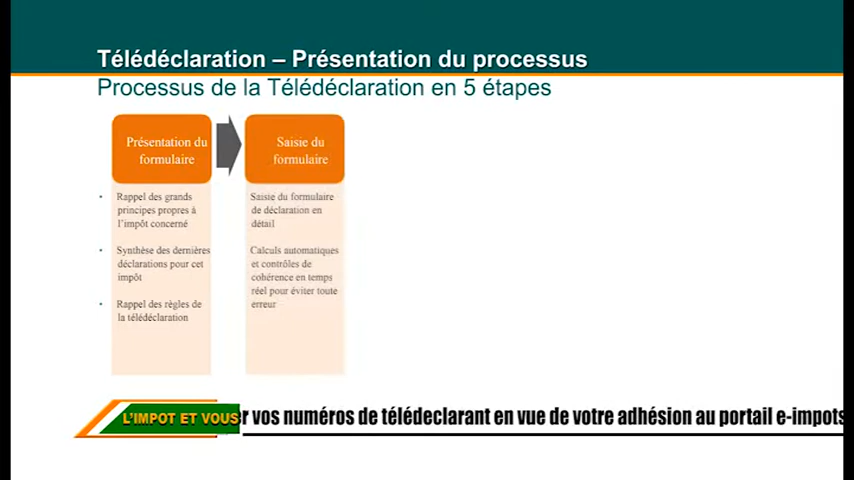 Télédéclaration – Présentation du processus
Processus de la Télédéclaration en 5 étapes
Présentation du
formulaire
• Rappel des grands
principes propres à
l’impôt concerné
• Synthèse des dernières
déclarations pour cet
impôt
• Rappel des règles de
la télédéclaration
Saisie du
formulaire
Saisie du formulaire
de déclaration en
détail
Calculs automatiques
et contrôles de
cohérence en temps
réel pour éviter toute
erreur
L'IMPOT ET VOUS
vos numéros de télédeclarant en vue de votre adhésion au portail e-impots